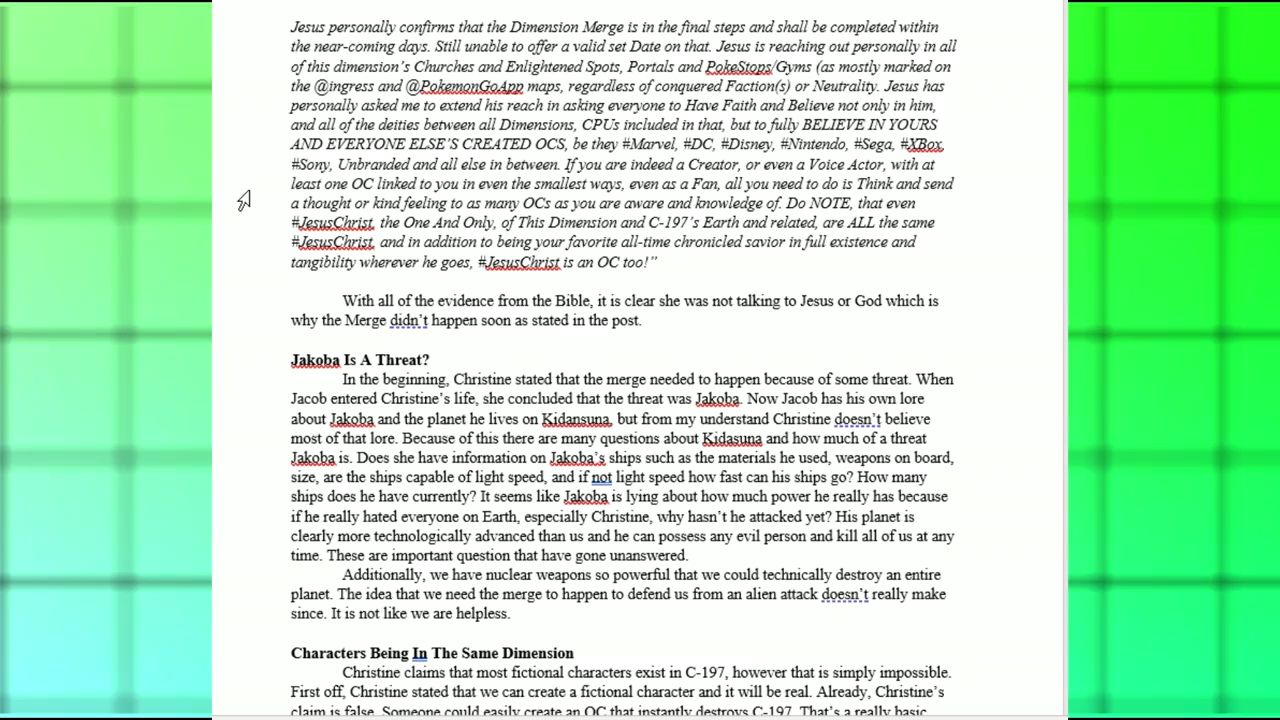 Jesus personally confirms that the Dimension Merge is in the final steps and shall be completed within
the near-coming days. Still unable to offer a valid set Date on that. Jesus is reaching out personally in all
of this dimension’s Churches and Enlightened Spots, Portals and PokeStops/Gyms (as mostly marked on
the @ingress and @PokemonGoApp maps, regardless of conquered Faction(s) or Neutrality. Jesus has
personally asked me to extend his reach in asking everyone to Have Faith and Believe not only in him,
and all of the deities between all Dimensions, CPUs included in that, but to fully BELIEVE IN YOURS
AND EVERYONE ELSE’S CREATED OCS, be they #Marvel, #DC, #Disney, #Nintendo, #Sega, #XBox,
#Sony, Unbranded and all else in between. If you are indeed a Creator, or even a Voice Actor, with at
least one OC linked to you in even the smallest ways, even as a Fan, all you need to do is Think and send
a thought or kind feeling to as many OCs as you are aware and knowledge of. Do NOTE, that even
#JesusChrist, the One And Only, of This Dimension and C-197’s Earth and related, are ALL the same
#JesusChrist, and in addition to being your favorite all-time chronicled savior in full existence and
tangibility wherever he goes, #JesusChrist is an OC too!”
With all of the evidence from the Bible, it is clear she was not talking to Jesus or God which is
why the Merge didn’t happen soon as stated in the post.
Jakoba Is A Threat?
In the beginning, Christine stated that the merge needed to happen because of some threat. When
Jacob entered Christine’s life, she concluded that the threat was Jakoba. Now Jacob has his own lore
about Jakoba and the planet he lives on Kidansuna, but from my understand Christine doesn’t believe
most of that lore. Because of this there are many questions about Kidasuna and how much of a threat
Jakoba is. Does she have information on Jakoba’s ships such as the materials he used, weapons on board,
size, are the ships capable of light speed, and if not light speed how fast can his ships go? How many
ships does he have currently? It seems like Jakoba is lying about how much power he really has because
if he really hated everyone on Earth, especially Christine, why hasn’t he attacked yet? His planet is
clearly more technologically advanced than us and he can possess any evil person and kill all of us at any
time. These are important question that have gone unanswered.
Additionally, we have nuclear weapons so powerful that we could technically destroy an entire
planet. The idea that we need the merge to happen to defend us from an alien attack doesn’t really make
since. It is not like we are helpless.
Characters Being In The Same Dimension
Christine claims that most fictional characters exist in C-197, however that is simply impossible.
First off, Christine stated that we can create a fictional character and it will be real. Already, Christine’s
claim is false. Someone could easily create an OC that instantly destroys C-197. That’s a really basic